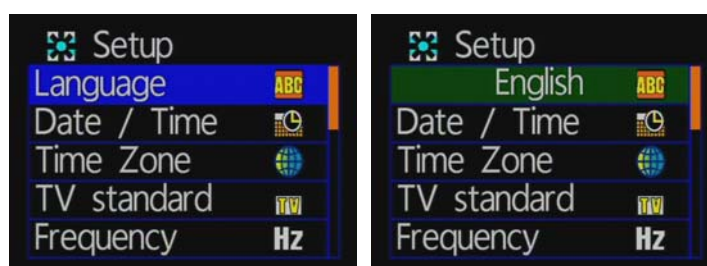 Setup
Language ABC
Date / Time
Time Zone
TV standard TV
Frequency Hz
Setup
English ABC
Date / Time
Time Zone
TV standard TV
Frequency Hz